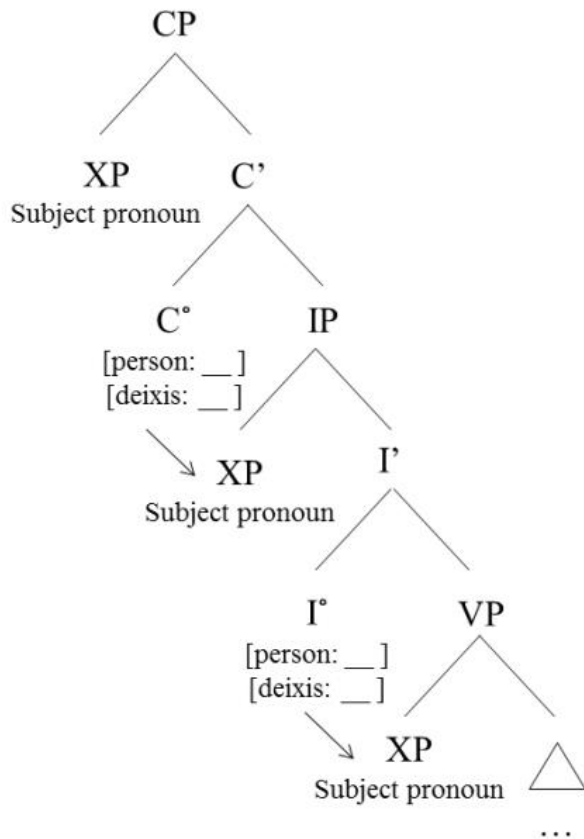 CP
XP C’
Subject pronoun
C° IP
[person: __ ]
[deixis: __ ]
XP I’
Subject pronoun
I° VP
[person: __ ]
[deixis: __ ]
XP
Subject pronoun
...